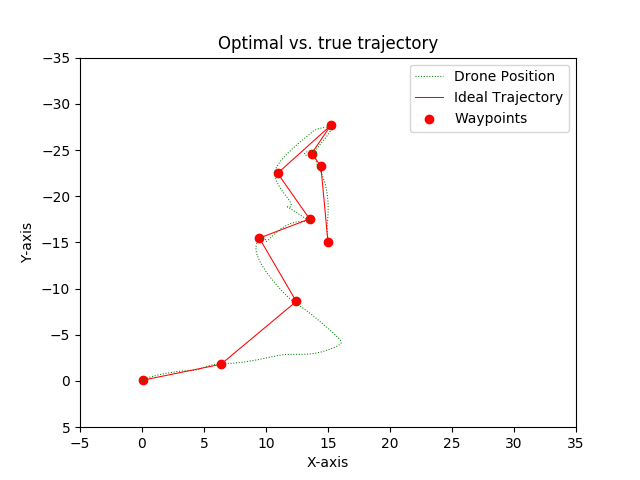 Optimal vs. true trajectory
Drone Position
Ideal Trajectory
Waypoints
Y-axis
−35
−30
−25
−20
−15
−10
−5
0
5
−5 0 5 10 15 20 25 30 35
X-axis